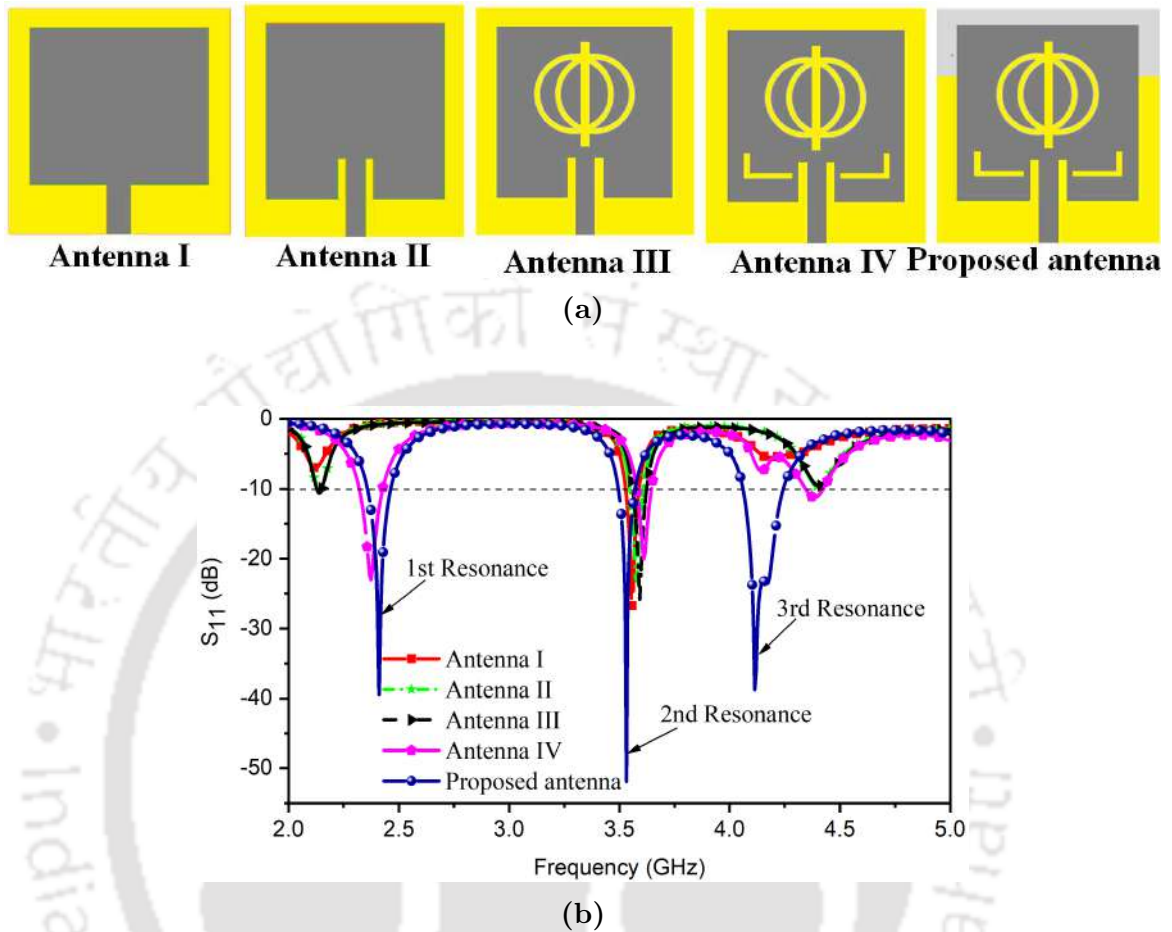 Antenna I Antenna II Antenna III Antenna IV Proposed antenna
(a)
औद्योगिकी संस्थान
0
-10
-20
-30
-40
-50
S11 (dB)
1st Resonance
2nd Resonance
3rd Resonance
Antenna I
Antenna II
Antenna III
Antenna IV
Proposed antenna
2.0 2.5 3.0 3.5 4.0 4.5 5.0
Frequency (GHz)
(b)